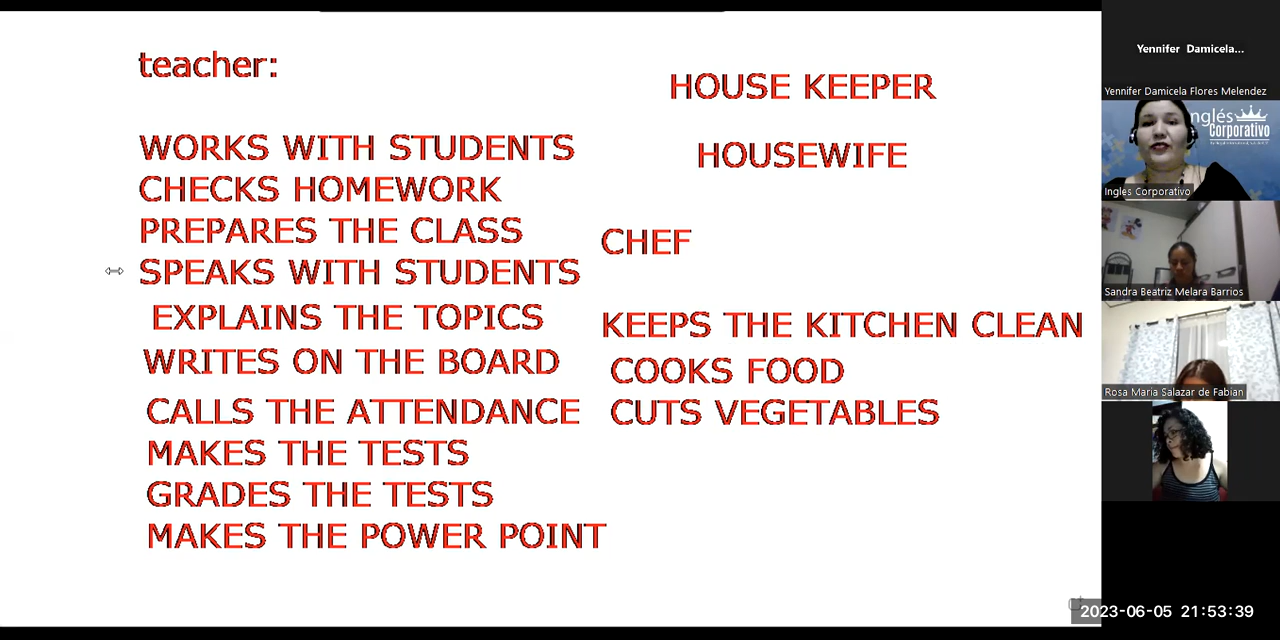 teacher:
WORKS WITH STUDENTS
CHECKS HOMEWORK
PREPARES THE CLASS
SPEAKS WITH STUDENTS
EXPLAINS THE TOPICS
WRITES ON THE BOARD
CALLS THE ATTENDANCE
MAKES THE TESTS
GRADES THE TESTS
MAKES THE POWER POINT
HOUSE KEEPER
HOUSEWIFE
CHEF
KEEPS THE KITCHEN CLEAN
COOKS FOOD
CUTS VEGETABLES
Yennifer Damicela...
Yennifer Damicela Flores Melendez
Inglés
Corporativo
Ingles Corporativo
Sandra Beatriz Melara Barrios
Rosa María Salazar de Fabian
2023-06-05 21:53:39